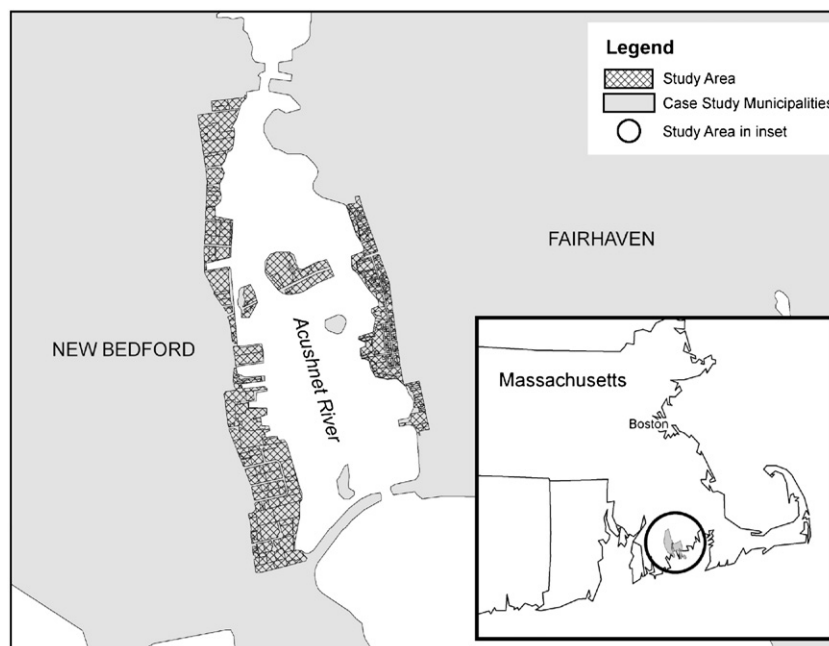 Legend
Study Area
Case Study Municipalities
Study Area in inset
FAIRHAVEN
NEW BEDFORD
Acushnet River
Massachusetts
Boston